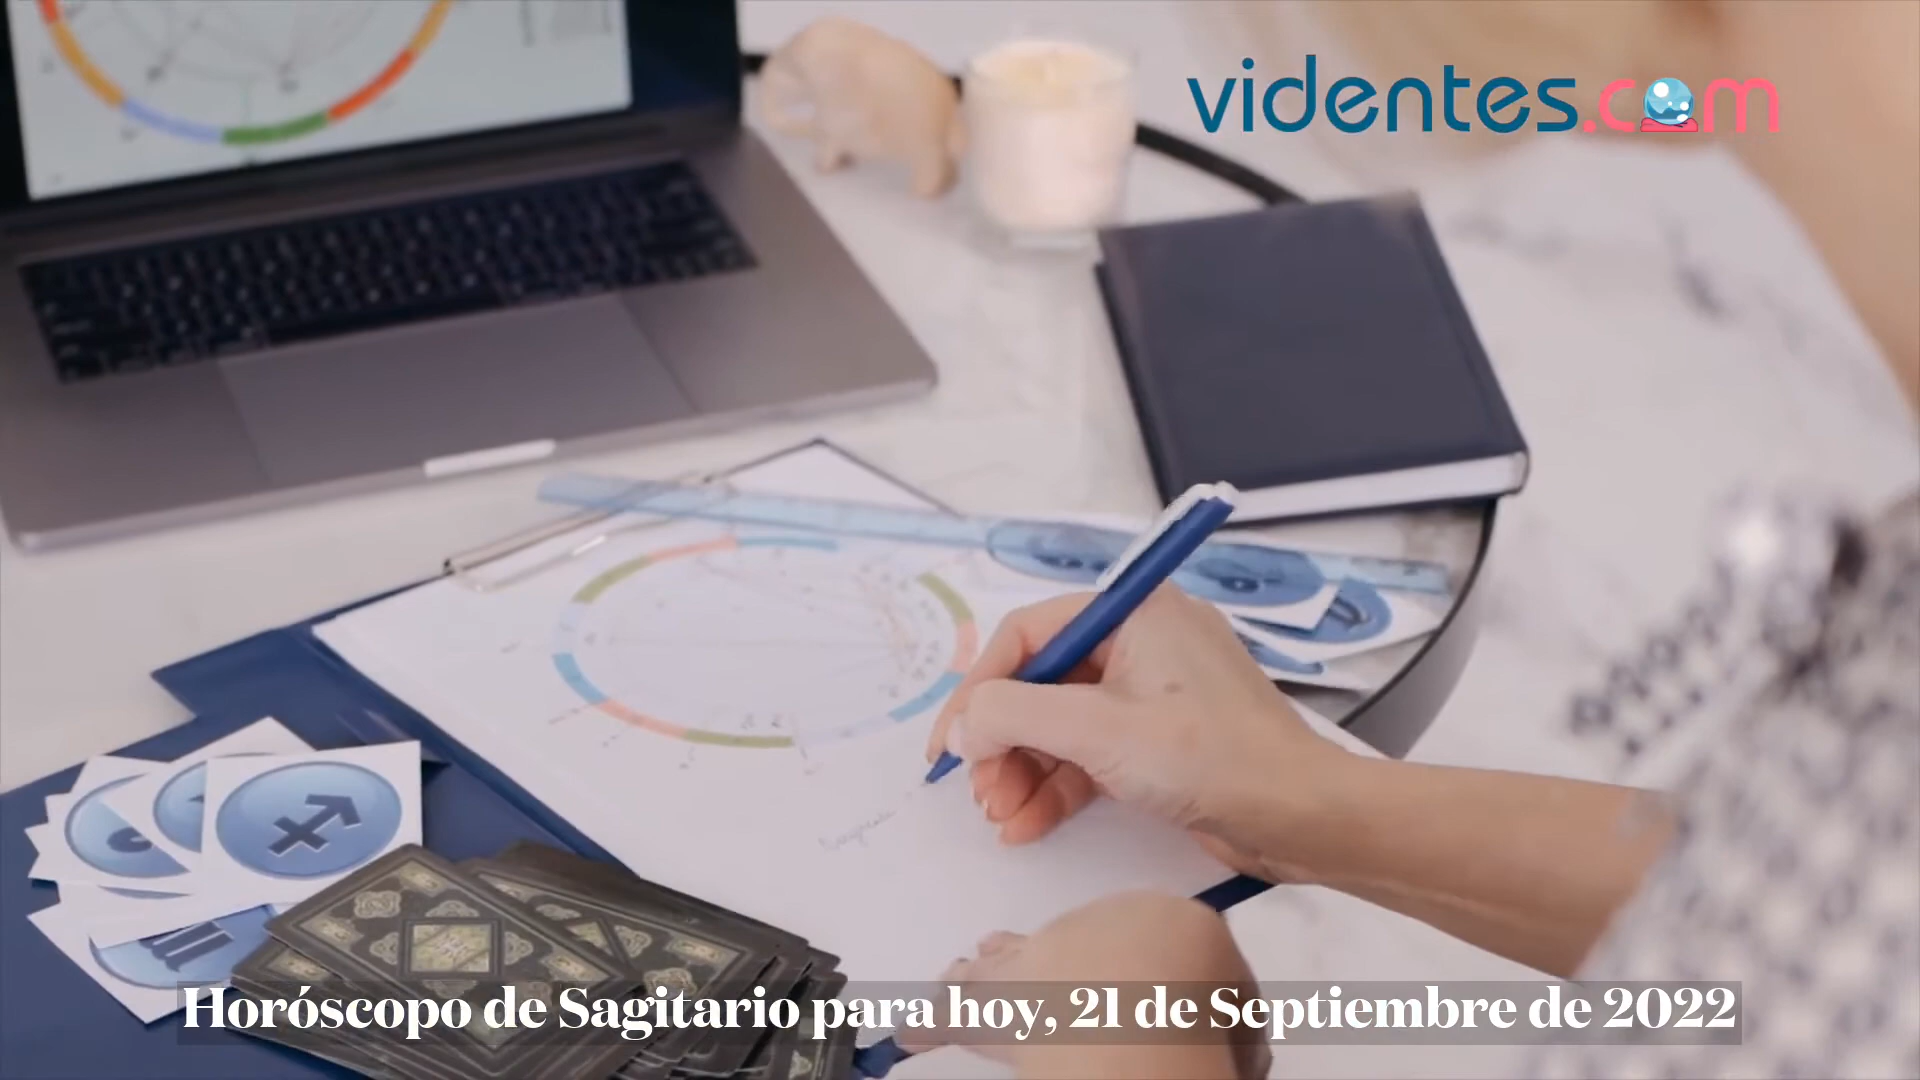 videntes.com
Horóscopo de Sagitario para hoy, 21 de Septiembre de 2022